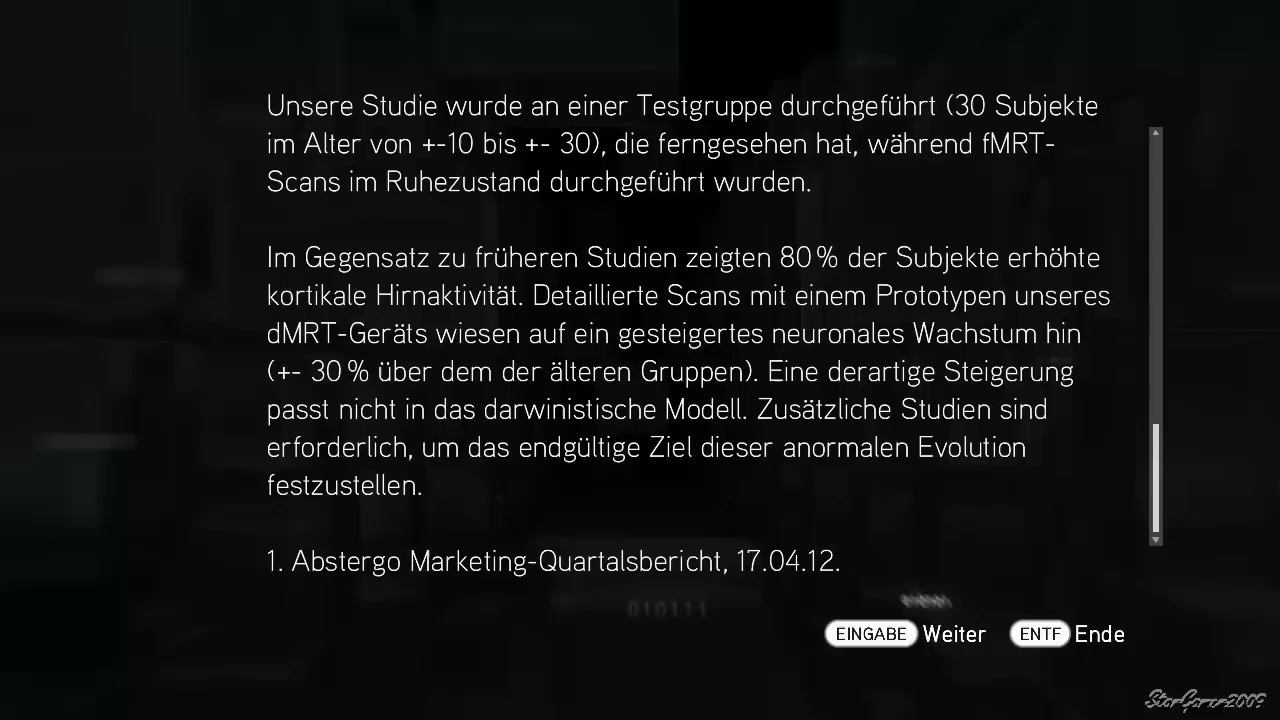 Unsere Studie wurde an einer Testgruppe durchgeführt (30 Subjekte
im Alter von +-10 bis +- 30), die ferngesehen hat, während fMRT-
Scans im Ruhezustand durchgeführt wurden.
Im Gegensatz zu früheren Studien zeigten 80 % der Subjekte erhöhte
kortikale Hirnaktivität. Detaillierte Scans mit einem Prototypen unseres
dMRT-Geräts wiesen auf ein gesteigertes neuronales Wachstum hin
(+- 30 % über dem der älteren Gruppen). Eine derartige Steigerung
passt nicht in das darwinistische Modell. Zusätzliche Studien sind
erforderlich, um das endgültige Ziel dieser anormalen Evolution
festzustellen.
1. Abstergo Marketing-Quartalsbericht, 17.04.12.
010111
EINGABE Weiter ENTF Ende
StarGamer2009